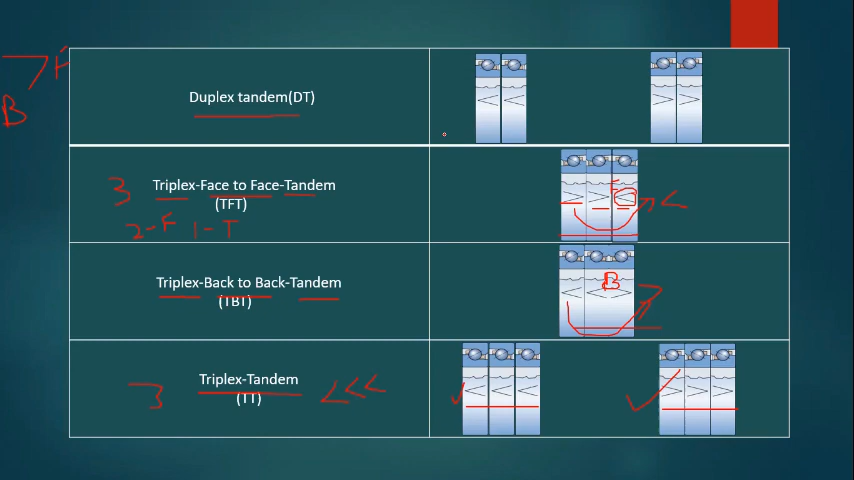 F
B
Duplex tandem(DT)
3 Triplex-Face to Face-Tandem
(TFT)
2-F 1-T
F
Triplex-Back to Back-Tandem
(TBT)
B
3 Triplex-Tandem
(TT) <<<